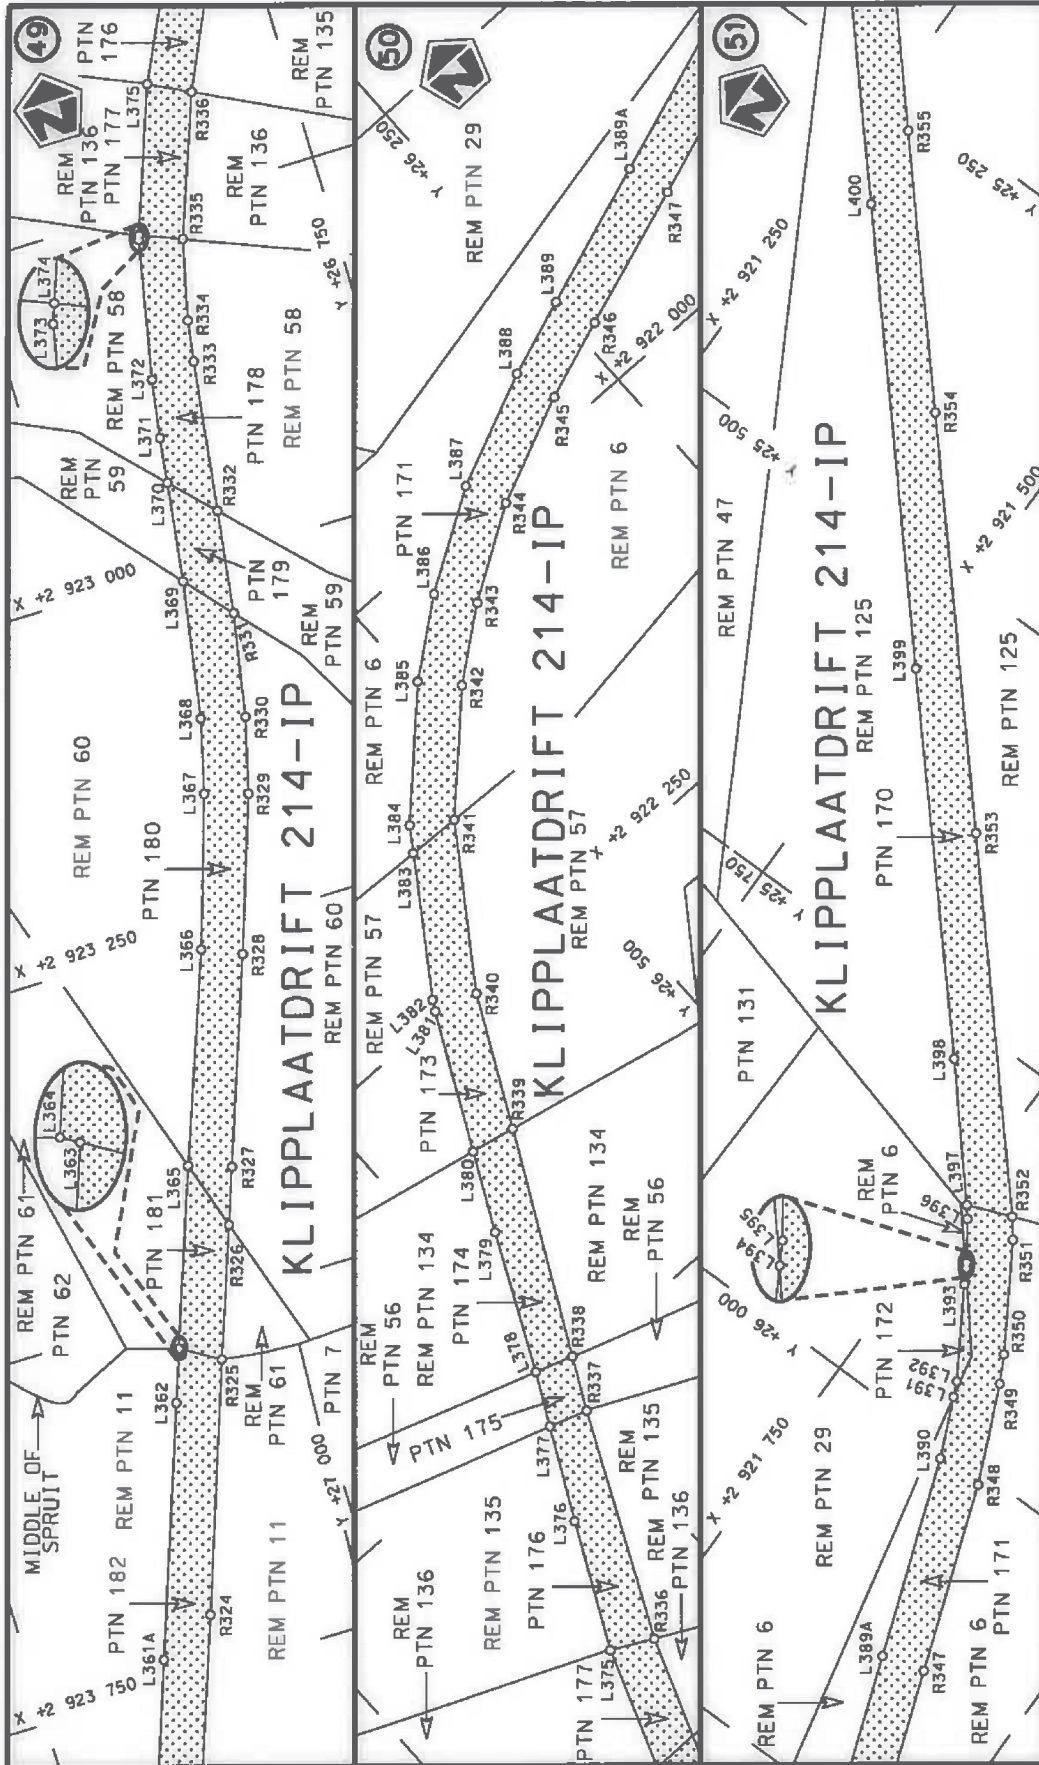 49
MIDDLE OF
SPRUIT
REM PTN 61
PTN 62
PTN 182
REM PTN 11
REM PTN 11
PTN 181
REM
PTN 61
PTN 7
L363
L364
X +2 923 750
X +2 923 250
X +2 923 000
Y +27 000
Y +26 750
L361A
L362
L365
L366
L367
L368
L369
L370
L371
L372
L373
L374
L375
R324
R325
R326
R327
R328
R329
R330
R331
R332
R333
R334
R335
R336
PTN 180
REM PTN 60
REM PTN 60
KLIPPLAATDRIFT 214-IP
REM
PTN
59
PTN
179
REM
PTN 59
REM PTN 58
PTN 178
REM PTN 58
REM
PTN 136
PTN 177
REM
PTN 136
PTN
176
REM
PTN 135
50
REM
PTN 136
PTN 177
REM PTN 135
PTN 176
REM
PTN 135
PTN 136
REM
PTN 56
PTN 175
REM PTN 134
PTN 174
REM PTN 134
REM
PTN 56
PTN 173
REM PTN 57
REM PTN 57
KLIPPLAATDRIFT 214-IP
REM PTN 6
PTN 171
REM PTN 6
REM PTN 29
Y +26 500
Y +26 250
X +2 922 250
X +2 922 000
L375
L376
L377
L378
L379
L380
L381
L382
L383
L384
L385
L386
L387
L388
L389
L389A
R336
R337
R338
R339
R340
R341
R342
R343
R344
R345
R346
R347
51
REM PTN 6
REM PTN 6
PTN 171
REM PTN 29
PTN 172
REM
PTN 6
PTN 131
PTN 170
REM PTN 125
REM PTN 125
REM PTN 47
KLIPPLAATDRIFT 214-IP
X +2 921 750
X +2 921 500
X +2 921 250
Y +26 000
Y +25 750
Y +25 500
Y +25 250
L389A
L390
L391
L392
L393
L394
L395
L396
L397
L398
L399
L400
R347
R348
R349
R350
R351
R352
R353
R354
R355